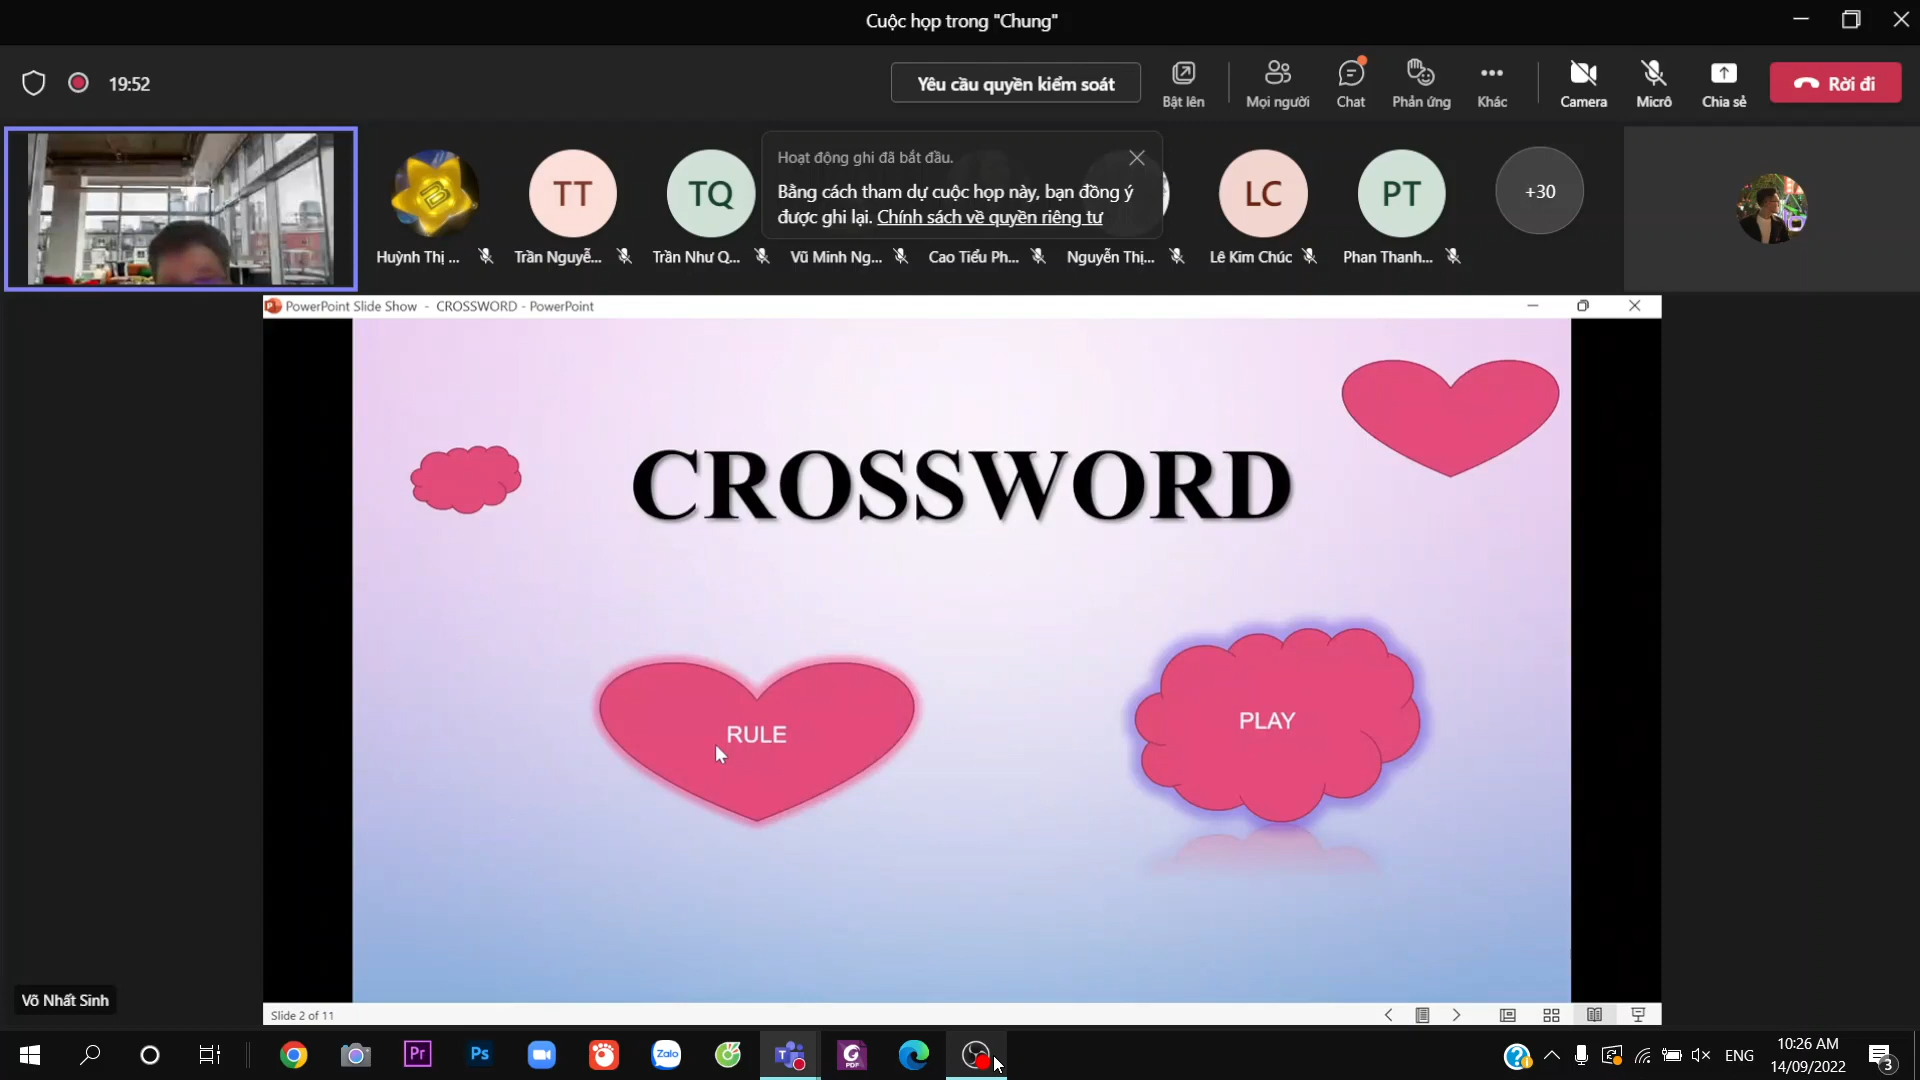 Cuộc họp trong "Chung"
19:52
Yêu cầu quyền kiểm soát
Bật lên
Mọi người
Chat
Phản ứng
Khác
Camera
Micrô
Chia sẻ
Rời đi
B
TT
TQ
Hoạt động ghi đã bắt đầu.
Bằng cách tham dự cuộc họp này, bạn đồng ý
được ghi lại. Chính sách về quyền riêng tư
LC
PT
+30
Huỳnh Thị ...
Trần Nguyễ...
Trần Như Q...
Vũ Minh Ng...
Cao Tiểu Ph...
Nguyễn Thị...
Lê Kim Chúc
Phan Thanh...
PowerPoint Slide Show - CROSSWORD - PowerPoint
CROSSWORD
RULE
PLAY
Võ Nhất Sinh
Slide 2 of 11
Pr
Ps
Zalo
PDF
ENG
10:26 AM
14/09/2022
3